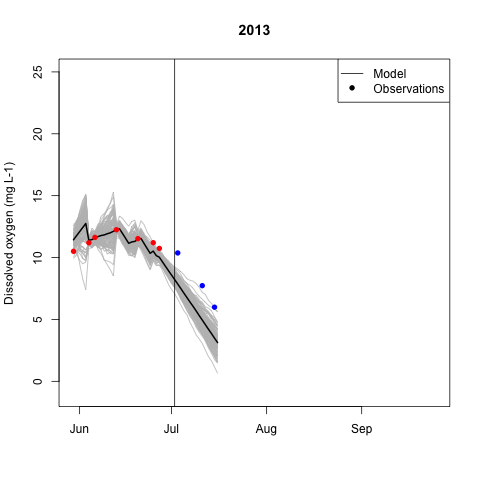 2013
Model
Observations
Dissolved oxygen (mg L-1)
25
20
15
10
5
0
Jun
Jul
Aug
Sep